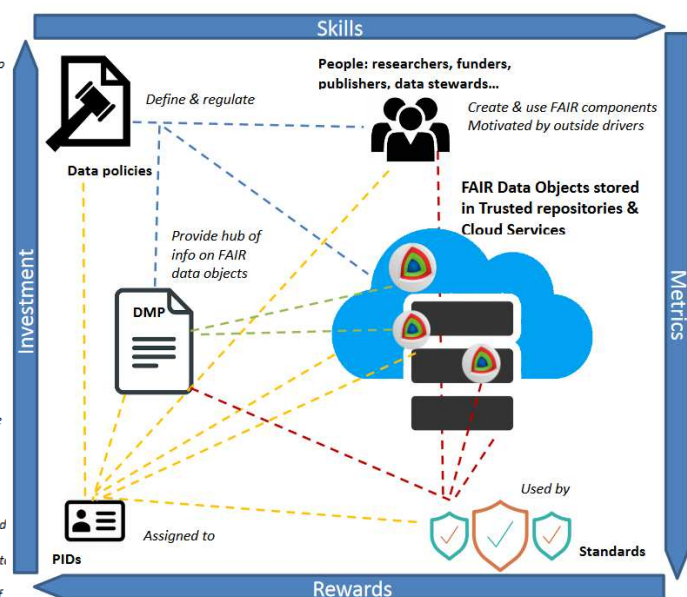 Skills
People: researchers, funders,
publishers, data stewards...
Define & regulate
Create & use FAIR components
Motivated by outside drivers
Data policies
FAIR Data Objects stored
in Trusted repositories &
Cloud Services
Provide hub of
info on FAIR
data objects
Investment
Metrics
DMP
Used by
Assigned to
PIDs
Standards
Rewards